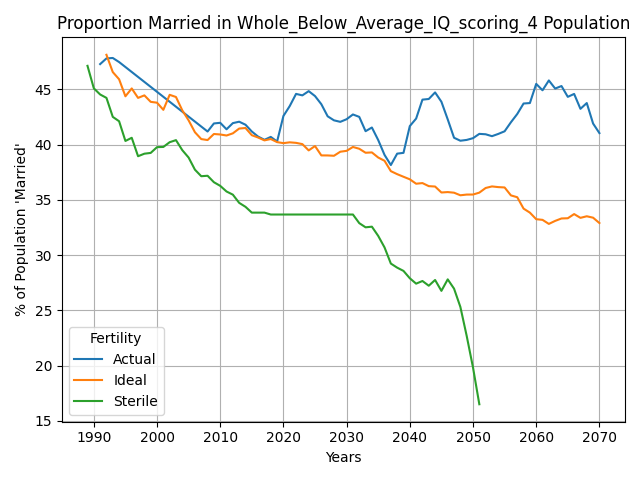 Proportion Married in Whole_Below_Average_IQ_scoring_4 Population
% of Population 'Married'
45
40
35
30
25
20
15
Fertility
Actual
Ideal
Sterile
1990 2000 2010 2020 2030 2040 2050 2060 2070
Years